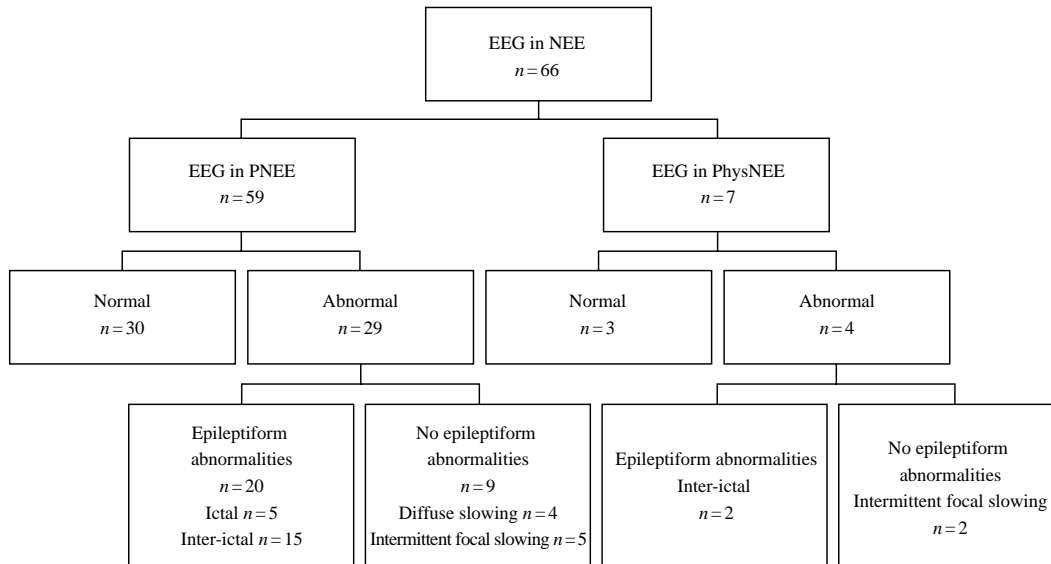 EEG in NEE
n = 66
EEG in PNEE
n = 59
EEG in PhysNEE
n = 7
Normal
n = 30
Abnormal
n = 29
Normal
n = 3
Abnormal
n = 4
Epileptiform
abnormalities
n = 20
Ictal n = 5
Inter-ictal n = 15
No epileptiform
abnormalities
n = 9
Diffuse slowing n = 4
Intermittent focal slowing n = 5
Epileptiform abnormalities
Inter-ictal
n = 2
No epileptiform
abnormalities
Intermittent focal slowing
n = 2